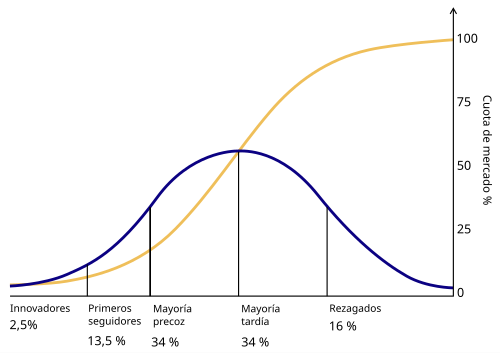 100
75
50
25
0
Cuota de mercado %
Innovadores
2,5%
Primeros
seguidores
13,5 %
Mayoría
precoz
34 %
Mayoría
tardía
34 %
Rezagados
16 %